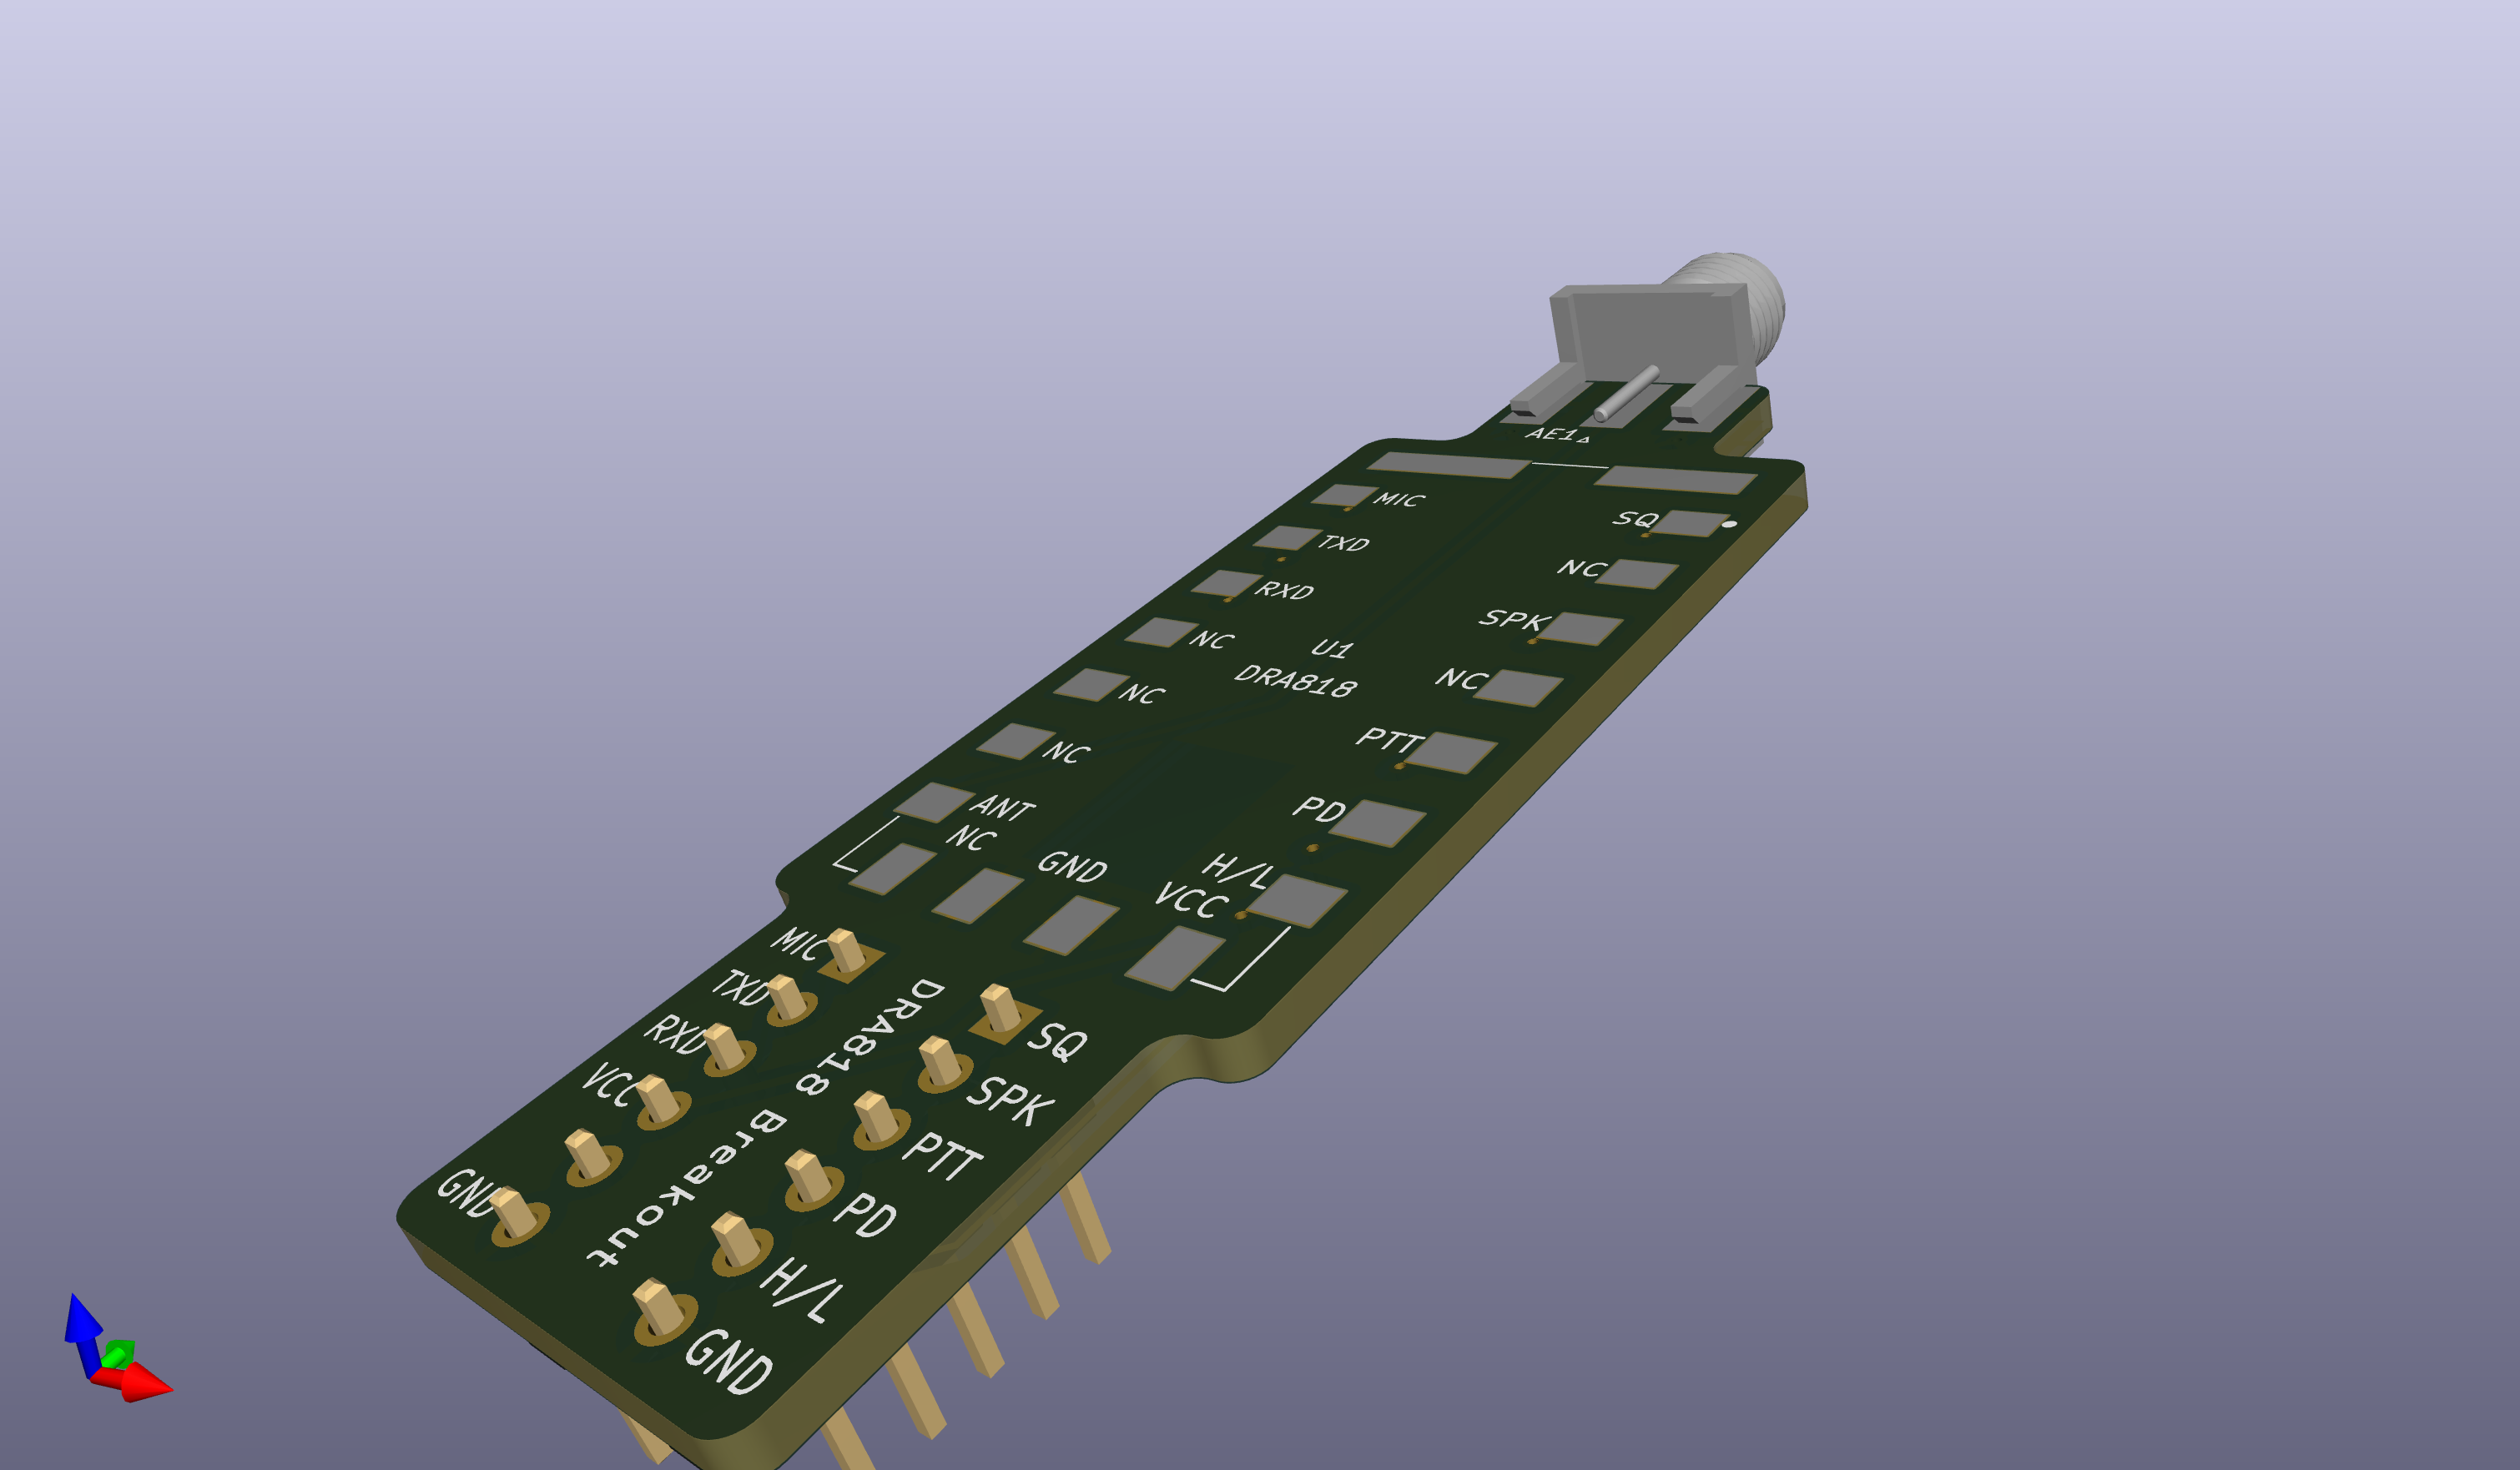 AE1
MIC
SQ
TXD
NC
RXD
SPK
NC
U1
DRA818
NC
NC
PTT
NC
ANT
PD
NC
GND
H/L
VCC
MIC
TXD
RXD
VCC
GND
DRA818 Breakout
SQ
SPK
PTT
PD
H/L
GND